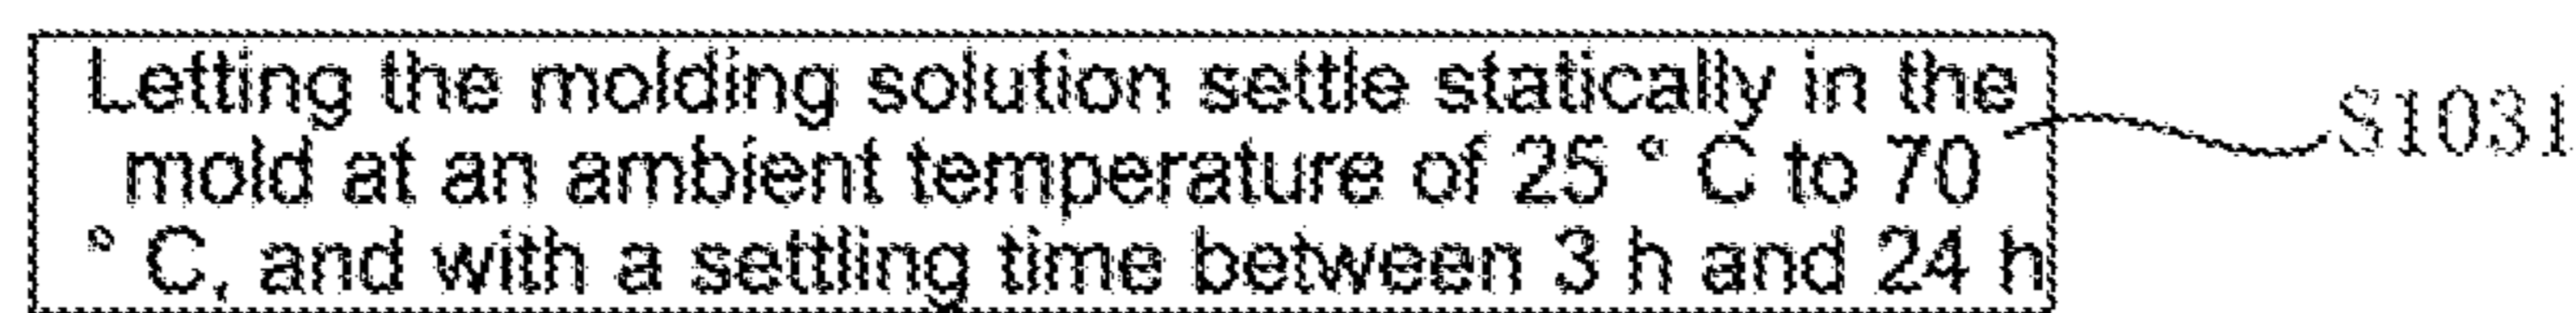 Letting the molding solution settle statically in the
mold at an ambient temperature of 25 ° C to 70
° C, and with a settling time between 3 h and 24 h
S1031